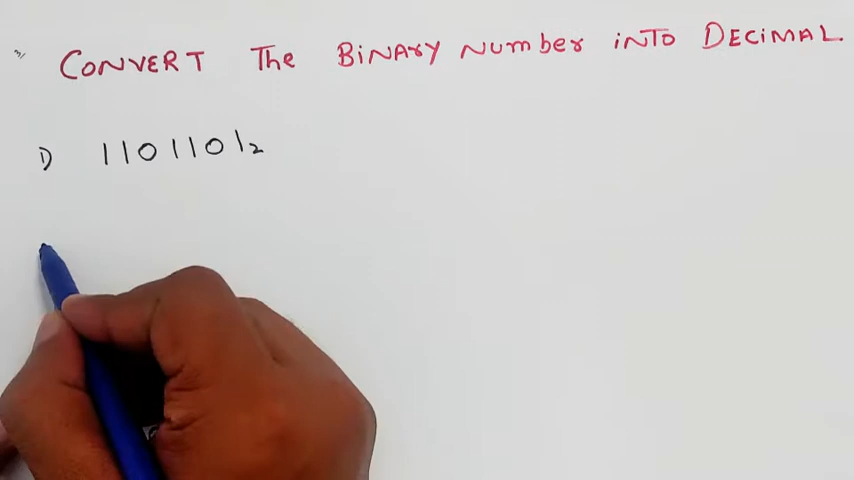 CONVERT The BiNARY Number iNTO DECiMAL
1) 1101101₂